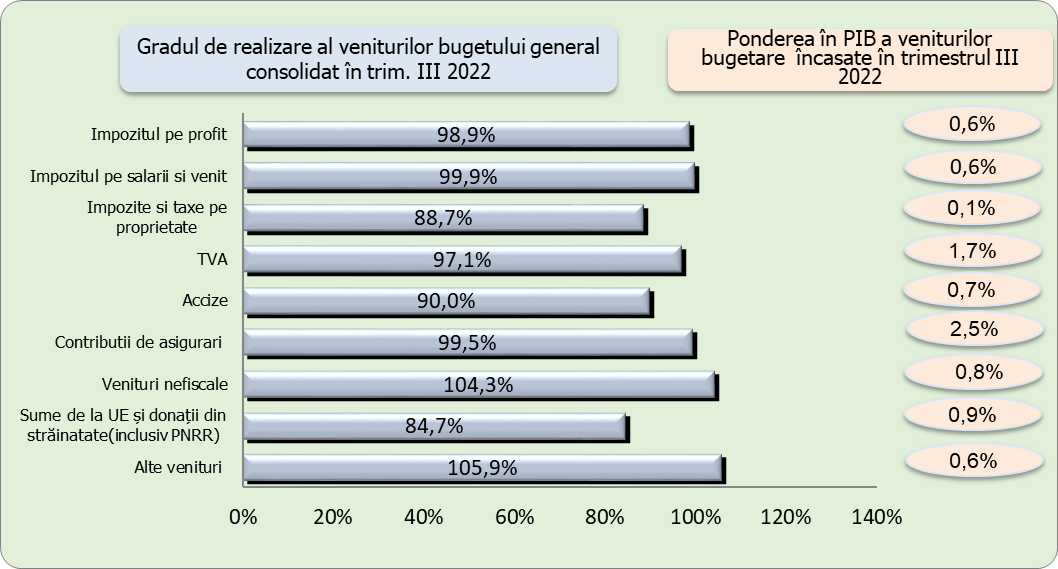 Gradul de realizare al veniturilor bugetului general
consolidat în trim. III 2022
Ponderea în PIB a veniturilor
bugetare încasate în trimestrul III
2022
Impozitul pe profit
98,9%
0,6%
Impozitul pe salarii si venit
99,9%
0,6%
Impozite si taxe pe
proprietate
88,7%
0,1%
TVA
97,1%
1,7%
Accize
90,0%
0,7%
Contributii de asigurari
99,5%
2,5%
Venituri nefiscale
104,3%
0,8%
Sume de la UE și donații din
străinatate(inclusiv PNRR)
84,7%
0,9%
Alte venituri
105,9%
0,6%
0% 20% 40% 60% 80% 100% 120% 140%